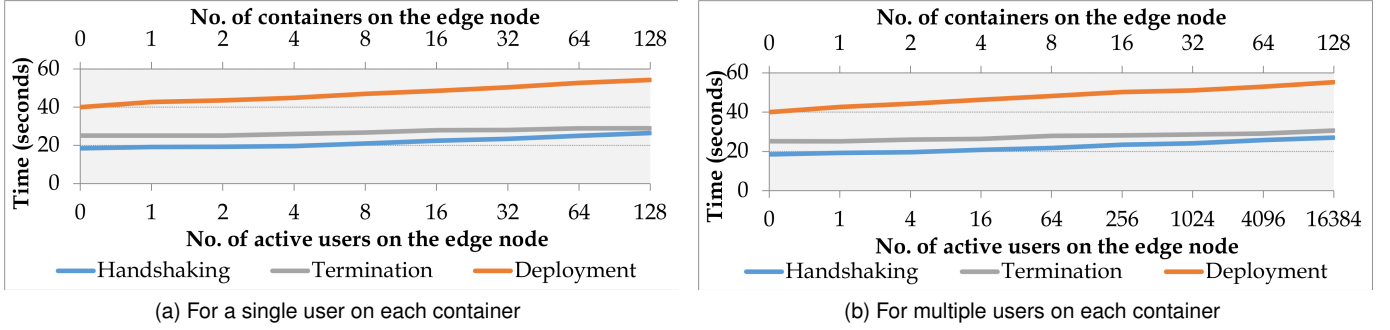 No. of containers on the edge node
0 1 2 4 8 16 32 64 128
60
40
20
0
Time (seconds)
0 1 2 4 8 16 32 64 128
No. of active users on the edge node
Handshaking Termination Deployment
(a) For a single user on each container
No. of containers on the edge node
0 1 2 4 8 16 32 64 128
60
40
20
0
Time (seconds)
0 1 4 16 64 256 1024 4096 16384
No. of active users on the edge node
Handshaking Termination Deployment
(b) For multiple users on each container